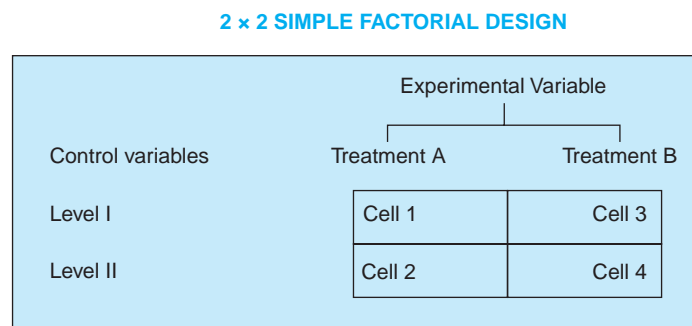 2 × 2 SIMPLE FACTORIAL DESIGN
Experimental Variable
Control variables Treatment A Treatment B
Level I Cell 1 Cell 3
Level II Cell 2 Cell 4